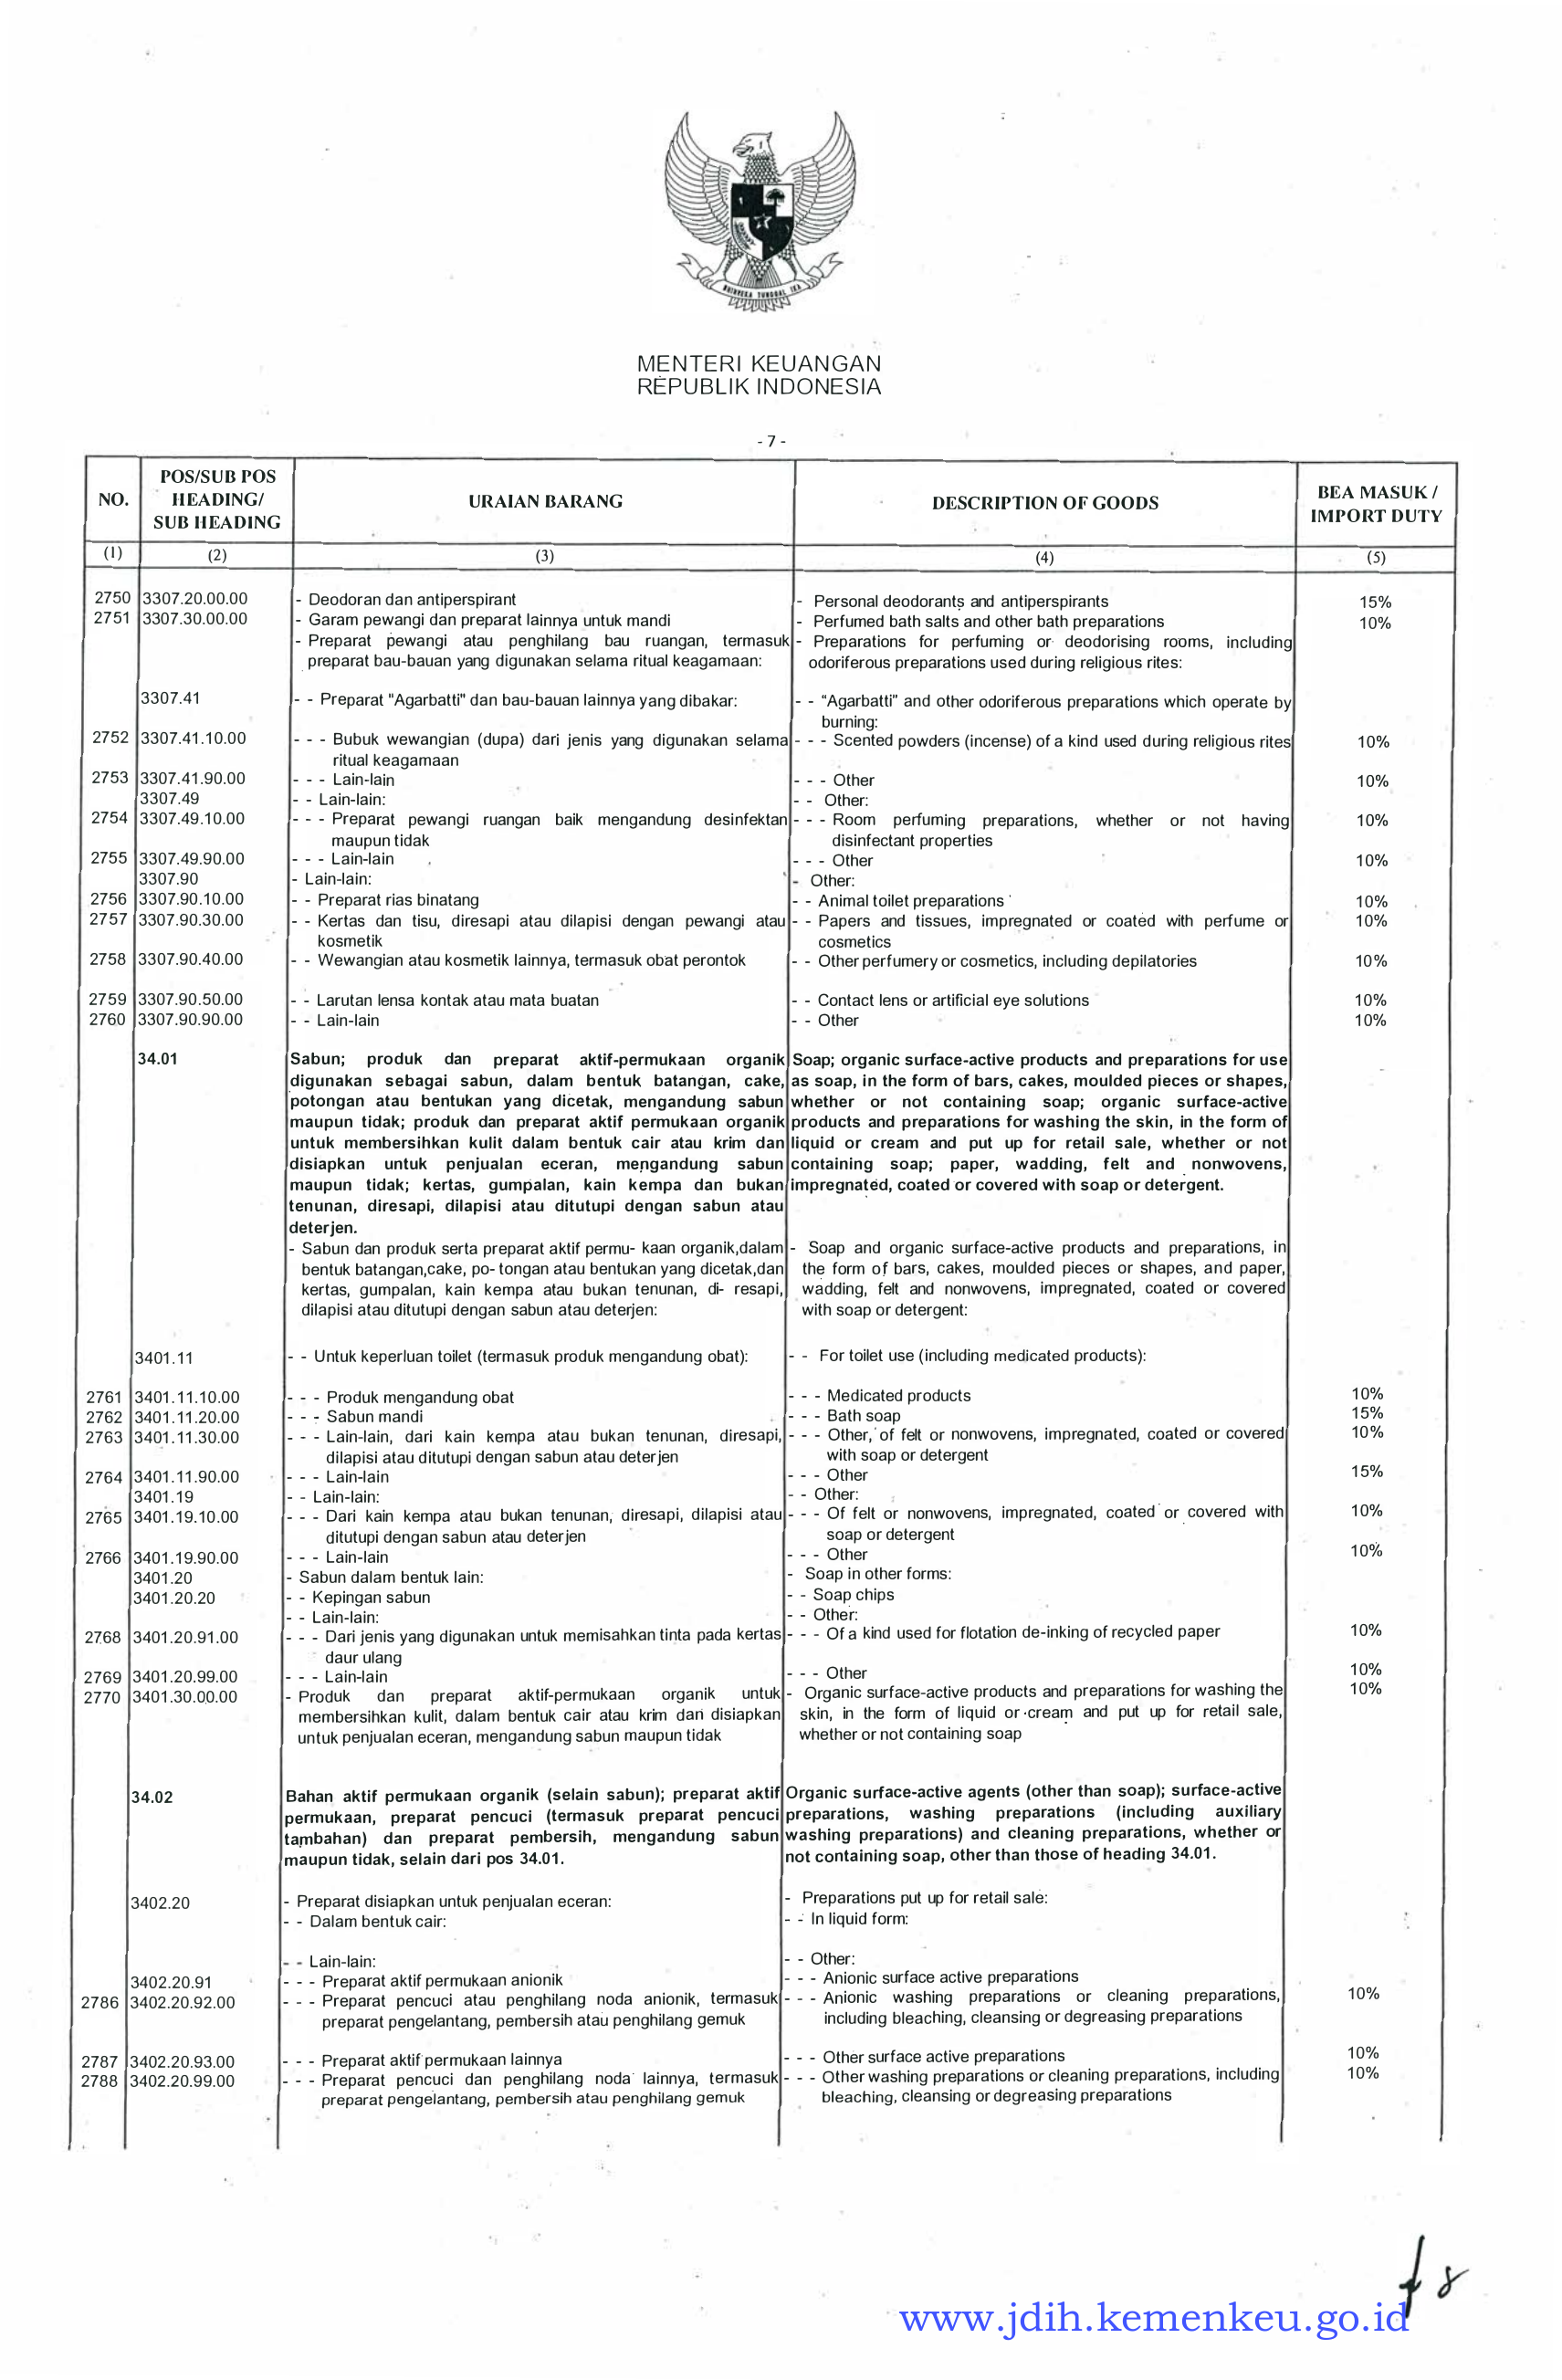 BHINNEKA TUNGGAL IKA
MENTERI KEUANGAN
REPUBLIK INDONESIA
- 7 -
NO.
POS/SUB POS
HEADING/
SUB HEADING
URAIAN BARANG
DESCRIPTION OF GOODS
BEA MASUK /
IMPORT DUTY
(1) (2) (3) (4) (5)
2750 3307.20.00.00 - Deodoran dan antiperspirant - Personal deodorants and antiperspirants 15%
2751 3307.30.00.00 - Garam pewangi dan preparat lainnya untuk mandi - Perfumed bath salts and other bath preparations 10%
- Preparat pewangi atau penghilang bau ruangan, termasuk - Preparations for perfuming or deodorising rooms, including
preparat bau-bauan yang digunakan selama ritual keagamaan: odoriferous preparations used during religious rites:
3307.41 - - Preparat "Agarbatti" dan bau-bauan lainnya yang dibakar: - - “Agarbatti” and other odoriferous preparations which operate by
burning:
2752 3307.41.10.00 - - - Bubuk wewangian (dupa) dari jenis yang digunakan selama - - - Scented powders (incense) of a kind used during religious rites 10%
ritual keagamaan
2753 3307.41.90.00 - - - Lain-lain - - - Other 10%
3307.49 - - Lain-lain: - - Other:
2754 3307.49.10.00 - - - Preparat pewangi ruangan baik mengandung desinfektan - - - Room perfuming preparations, whether or not having 10%
maupun tidak disinfectant properties
2755 3307.49.90.00 - - - Lain-lain - - - Other 10%
3307.90 - Lain-lain: - Other:
2756 3307.90.10.00 - - Preparat rias binatang - - Animal toilet preparations 10%
2757 3307.90.30.00 - - Kertas dan tisu, diresapi atau dilapisi dengan pewangi atau - - Papers and tissues, impregnated or coated with perfume or 10%
kosmetik cosmetics
2758 3307.90.40.00 - - Wewangian atau kosmetik lainnya, termasuk obat perontok - - Other perfumery or cosmetics, including depilatories 10%
2759 3307.90.50.00 - - Larutan lensa kontak atau mata buatan - - Contact lens or artificial eye solutions 10%
2760 3307.90.90.00 - - Lain-lain - - Other 10%
34.01 Sabun; produk dan preparat aktif-permukaan organik Soap; organic surface-active products and preparations for use
digunakan sebagai sabun, dalam bentuk batangan, cake, as soap, in the form of bars, cakes, moulded pieces or shapes,
potongan atau bentukan yang dicetak, mengandung sabun whether or not containing soap; organic surface-active
maupun tidak; produk dan preparat aktif permukaan organik products and preparations for washing the skin, in the form of
untuk membersihkan kulit dalam bentuk cair atau krim dan liquid or cream and put up for retail sale, whether or not
disiapkan untuk penjualan eceran, mengandung sabun containing soap; paper, wadding, felt and nonwovens,
maupun tidak; kertas, gumpalan, kain kempa dan bukan impregnated, coated or covered with soap or detergent.
tenunan, diresapi, dilapisi atau ditutupi dengan sabun atau
deterjen.
- Sabun dan produk serta preparat aktif permu- kaan organik,dalam - Soap and organic surface-active products and preparations, in
bentuk batangan,cake, po- tongan atau bentukan yang dicetak,dan the form of bars, cakes, moulded pieces or shapes, and paper,
kertas, gumpalan, kain kempa atau bukan tenunan, di- resapi, wadding, felt and nonwovens, impregnated, coated or covered
dilapisi atau ditutupi dengan sabun atau deterjen: with soap or detergent:
3401.11 - - Untuk keperluan toilet (termasuk produk mengandung obat): - - For toilet use (including medicated products):
2761 3401.11.10.00 - - - Produk mengandung obat - - - Medicated products 10%
2762 3401.11.20.00 - - - Sabun mandi - - - Bath soap 15%
2763 3401.11.30.00 - - - Lain-lain, dari kain kempa atau bukan tenunan, diresapi, - - - Other, of felt or nonwovens, impregnated, coated or covered 10%
dilapisi atau ditutupi dengan sabun atau deterjen with soap or detergent
2764 3401.11.90.00 - - - Lain-lain - - - Other 15%
3401.19 - - Lain-lain: - - Other:
2765 3401.19.10.00 - - - Dari kain kempa atau bukan tenunan, diresapi, dilapisi atau - - - Of felt or nonwovens, impregnated, coated or covered with 10%
ditutupi dengan sabun atau deterjen soap or detergent
2766 3401.19.90.00 - - - Lain-lain - - - Other 10%
3401.20 - Sabun dalam bentuk lain: - Soap in other forms:
3401.20.20 - - Kepingan sabun - - Soap chips
- - Lain-lain: - - Other:
2768 3401.20.91.00 - - - Dari jenis yang digunakan untuk memisahkan tinta pada kertas - - - Of a kind used for flotation de-inking of recycled paper 10%
daur ulang
2769 3401.20.99.00 - - - Lain-lain - - - Other 10%
2770 3401.30.00.00 - Produk dan preparat aktif-permukaan organik untuk - Organic surface-active products and preparations for washing the 10%
membersihkan kulit, dalam bentuk cair atau krim dan disiapkan skin, in the form of liquid or cream and put up for retail sale,
untuk penjualan eceran, mengandung sabun maupun tidak whether or not containing soap
34.02 Bahan aktif permukaan organik (selain sabun); preparat aktif Organic surface-active agents (other than soap); surface-active
permukaan, preparat pencuci (termasuk preparat pencuci preparations, washing preparations (including auxiliary
tambahan) dan preparat pembersih, mengandung sabun washing preparations) and cleaning preparations, whether or
maupun tidak, selain dari pos 34.01. not containing soap, other than those of heading 34.01.
3402.20 - Preparat disiapkan untuk penjualan eceran: - Preparations put up for retail sale:
- - Dalam bentuk cair: - - In liquid form:
- - Lain-lain: - - Other:
3402.20.91 - - - Preparat aktif permukaan anionik - - - Anionic surface active preparations
2786 3402.20.92.00 - - - Preparat pencuci atau penghilang noda anionik, termasuk - - - Anionic washing preparations or cleaning preparations, 10%
preparat pengelantang, pembersih atau penghilang gemuk including bleaching, cleansing or degreasing preparations
2787 3402.20.93.00 - - - Preparat aktif permukaan lainnya - - - Other surface active preparations 10%
2788 3402.20.99.00 - - - Preparat pencuci dan penghilang noda lainnya, termasuk - - - Other washing preparations or cleaning preparations, including 10%
preparat pengelantang, pembersih atau penghilang gemuk bleaching, cleansing or degreasing preparations
www.jdih.kemenkeu.go.id